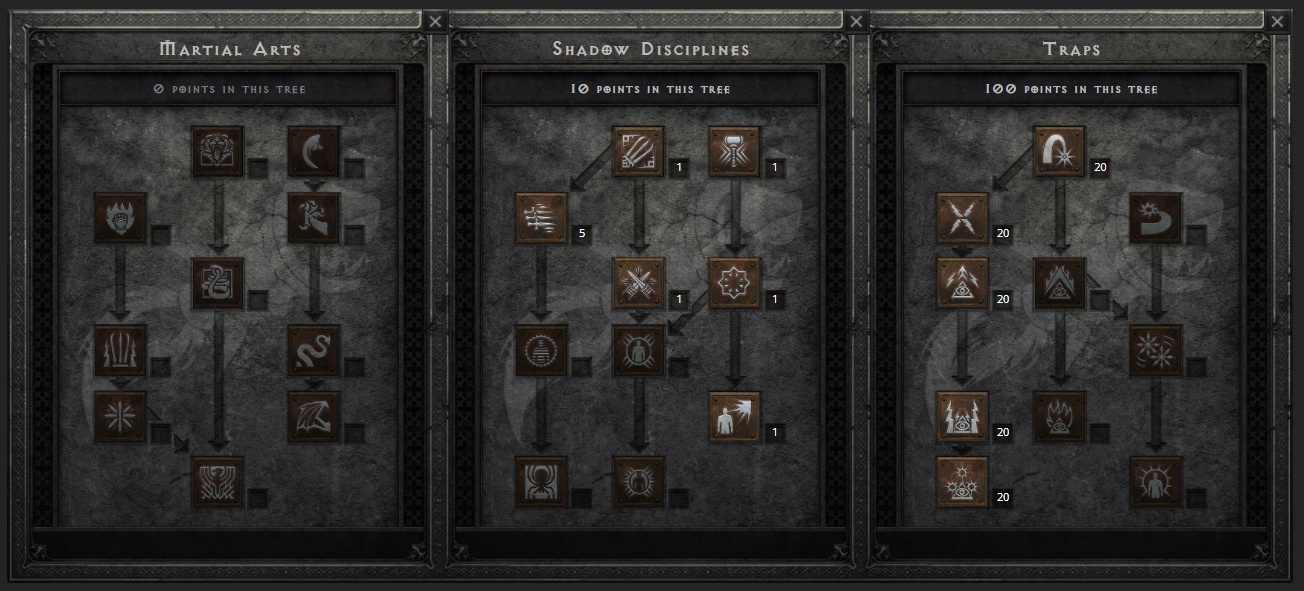 Martial Arts
Shadow Disciplines
Traps
0 points in this tree
10 points in this tree
100 points in this tree
1
1
20
5
20
1
1
20
1
20
20